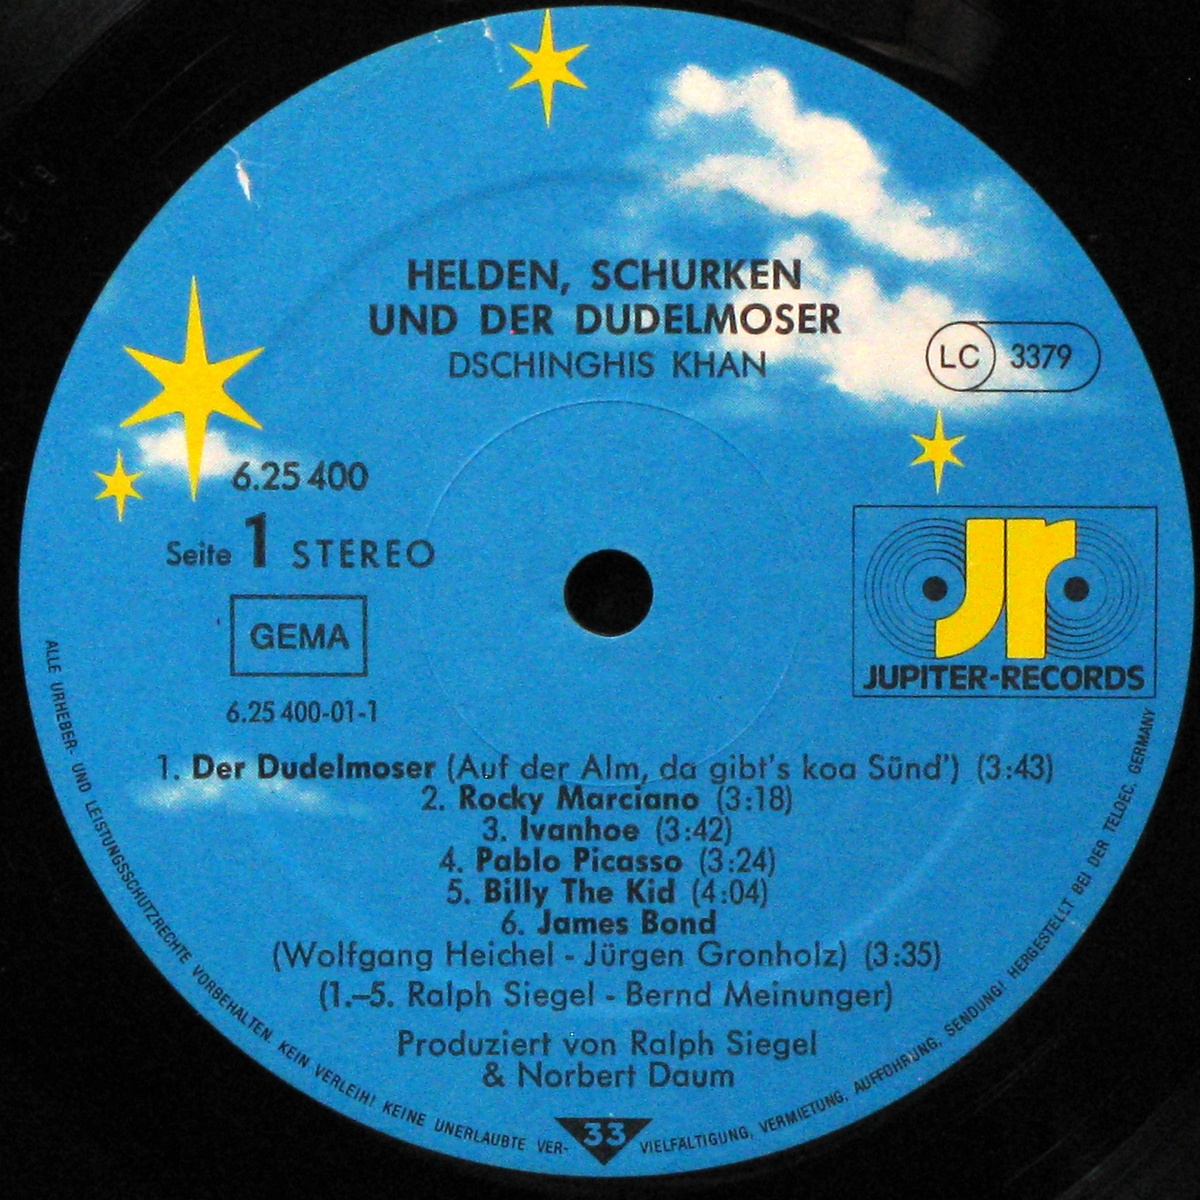 HELDEN, SCHURKEN
UND DER DUDELMOSER
DSCHINGHIS KHAN
LC 3379
6.25 400
Seite 1 STEREO
GEMA
6.25 400-01-1
jr
JUPITER-RECORDS
1. Der Dudelmoser (Auf der Alm, da gibt's koa Sünd') (3:43)
2. Rocky Marciano (3:18)
3. Ivanhoe (3:42)
4. Pablo Picasso (3:24)
5. Billy The Kid (4:04)
6. James Bond
(Wolfgang Heichel - Jürgen Gronholz) (3:35)
(1.–5. Ralph Siegel - Bernd Meinunger)
Produziert von Ralph Siegel
& Norbert Daum
33
ALLE URHEBER- UND LEISTUNGSSCHUTZRECHTE VORBEHALTEN. KEIN VERLEIH! KEINE UNERLAUBTE VER- VIELFÄLTIGUNG, VERMIETUNG, AUFFÜHRUNG, SENDUNG! HERGESTELLT BEI DER TELDEC, GERMANY